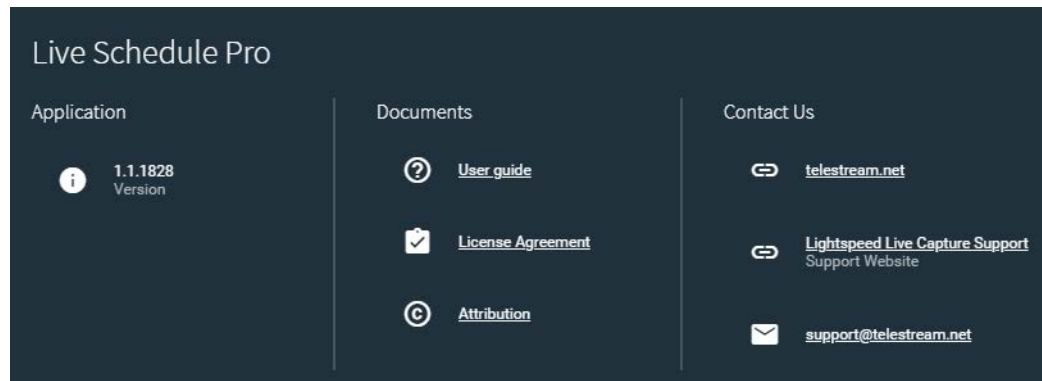 Live Schedule Pro
Application
1.1.1828
Version
Documents
User guide
License Agreement
Attribution
Contact Us
telestream.net
Lightspeed Live Capture Support
Support Website
support@telestream.net